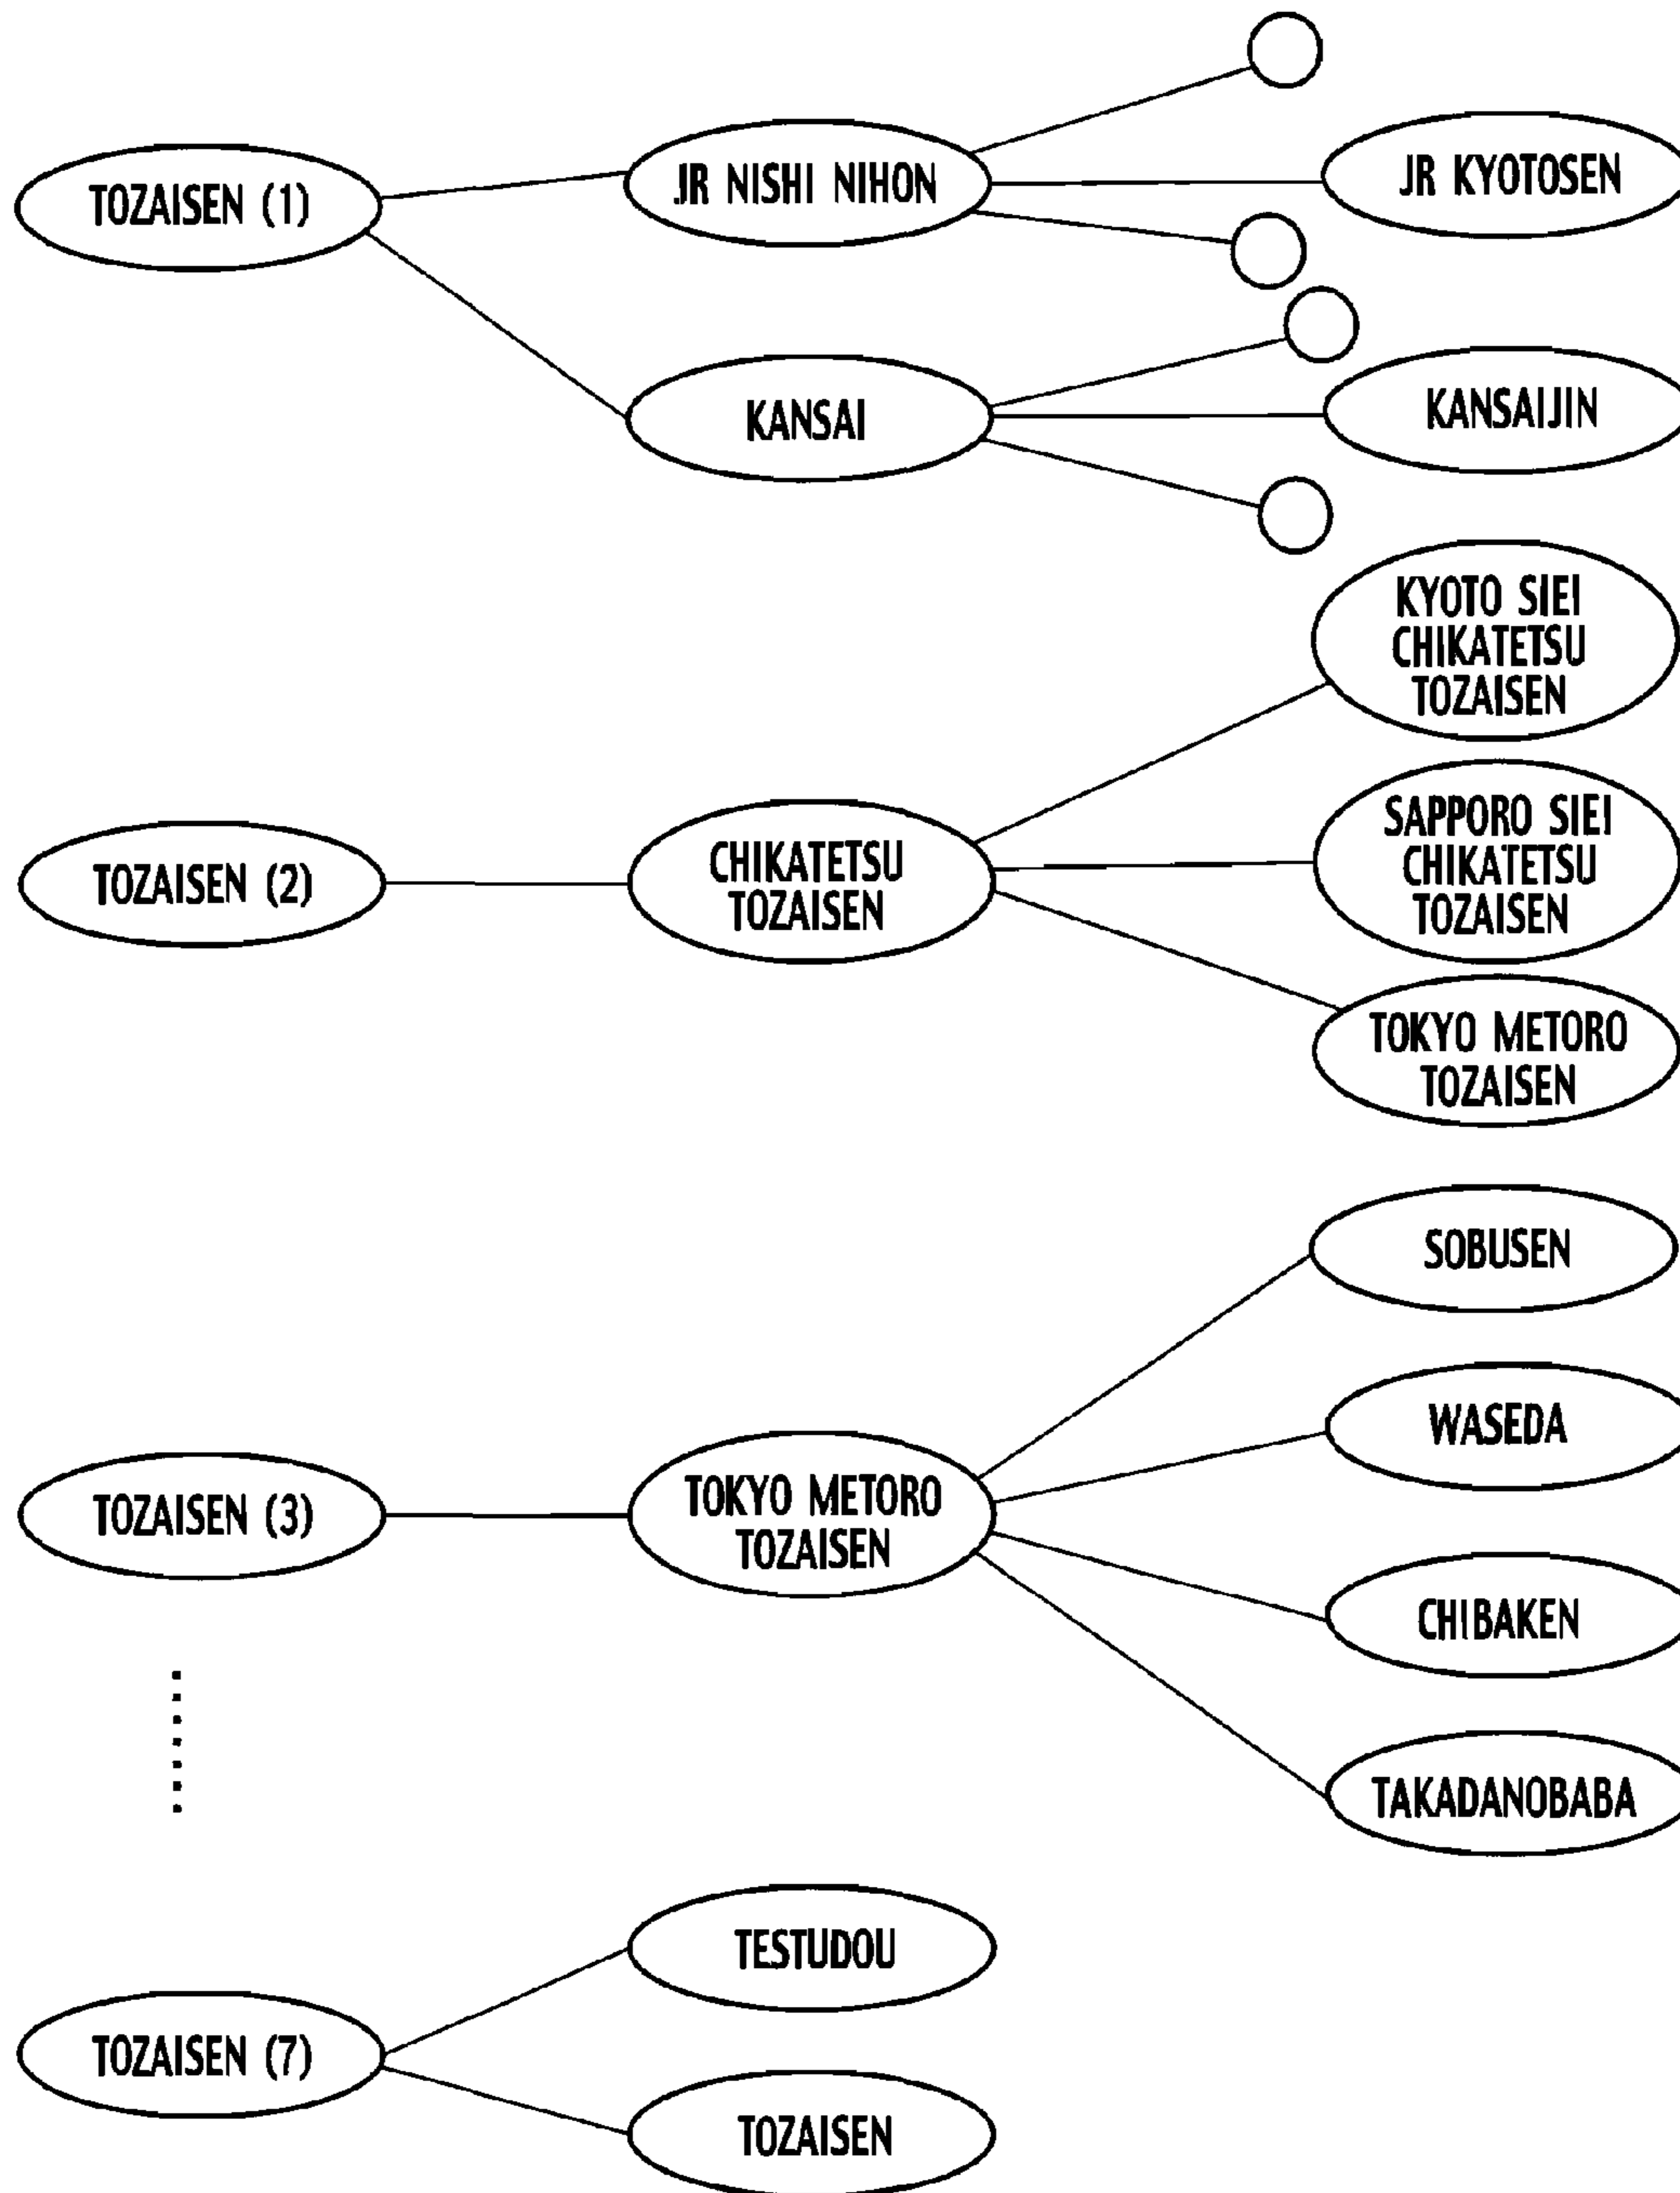 TOZAISEN (1)
JR NISHI NIHON
JR KYOTOSEN
KANSAI
KANSAIJIN
TOZAISEN (2)
CHIKATETSU
TOZAISEN
KYOTO SIEI
CHIKATETSU
TOZAISEN
SAPPORO SIEI
CHIKATETSU
TOZAISEN
TOKYO METORO
TOZAISEN
TOZAISEN (3)
TOKYO METORO
TOZAISEN
SOBUSEN
WASEDA
CHIBAKEN
TAKADANOBABA
TOZAISEN (7)
TESTUDOU
TOZAISEN